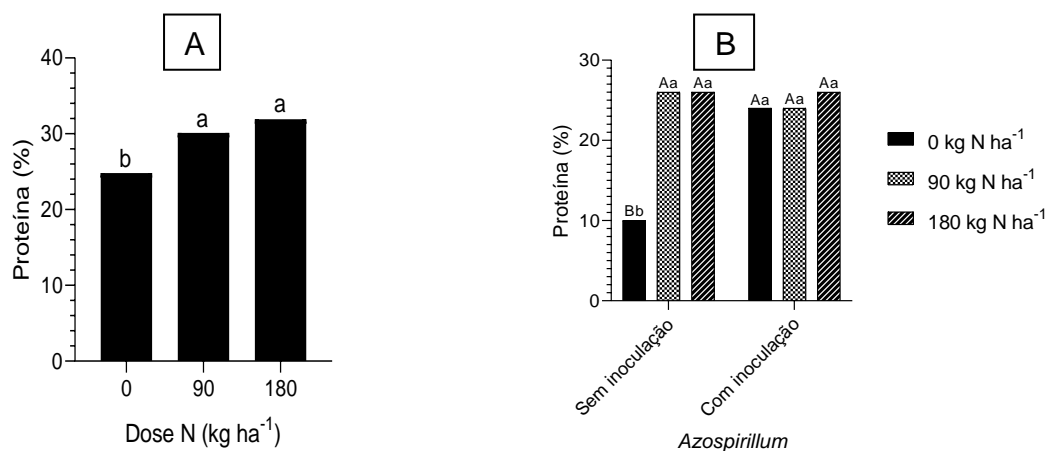 A
Proteína (%)
40
30
20
10
0
b
a
a
0 90 180
Dose N (kg ha⁻¹)
B
Proteína (%)
30
20
10
0
Bb
Aa
Aa
Aa
Aa
Aa
Sem inoculação
Com inoculação
Azospirillum
0 kg N ha⁻¹
90 kg N ha⁻¹
180 kg N ha⁻¹